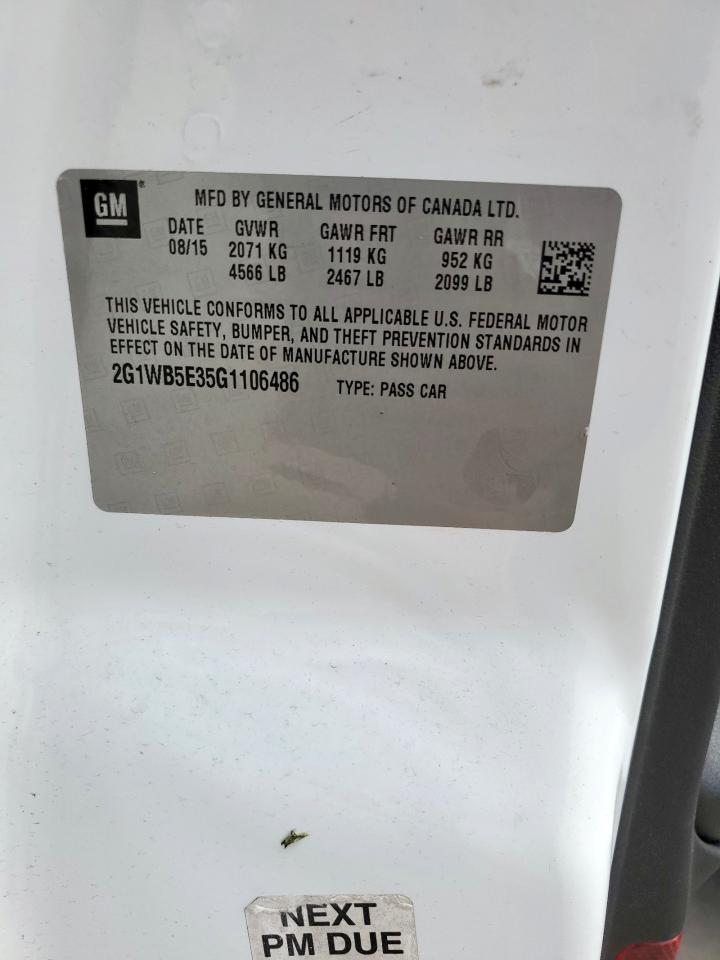 GM
MFD BY GENERAL MOTORS OF CANADA LTD.
DATE GVWR GAWR FRT GAWR RR
08/15 2071 KG 1119 KG 952 KG
4566 LB 2467 LB 2099 LB
THIS VEHICLE CONFORMS TO ALL APPLICABLE U.S. FEDERAL MOTOR
VEHICLE SAFETY, BUMPER, AND THEFT PREVENTION STANDARDS IN
EFFECT ON THE DATE OF MANUFACTURE SHOWN ABOVE.
2G1WB5E35G1106486 TYPE: PASS CAR
NEXT
PM DUE